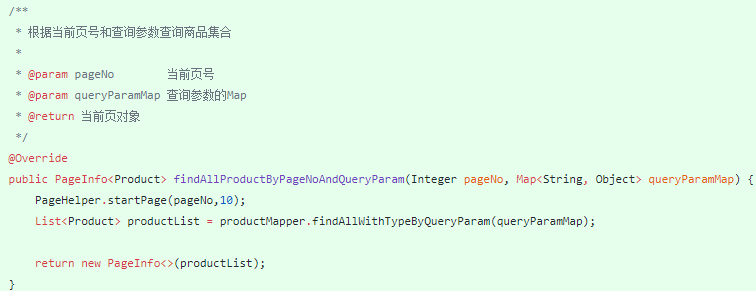 /**
 * 根据当前页号和查询参数查询商品集合
 *
 * @param pageNo        当前页号
 * @param queryParamMap 查询参数的Map
 * @return 当前页对象
 */
@Override
public PageInfo<Product> findAllProductByPageNoAndQueryParam(Integer pageNo, Map<String, Object> queryParamMap) {
    PageHelper.startPage(pageNo,10);
    List<Product> productList = productMapper.findAllWithTypeByQueryParam(queryParamMap);

    return new PageInfo<>(productList);
}